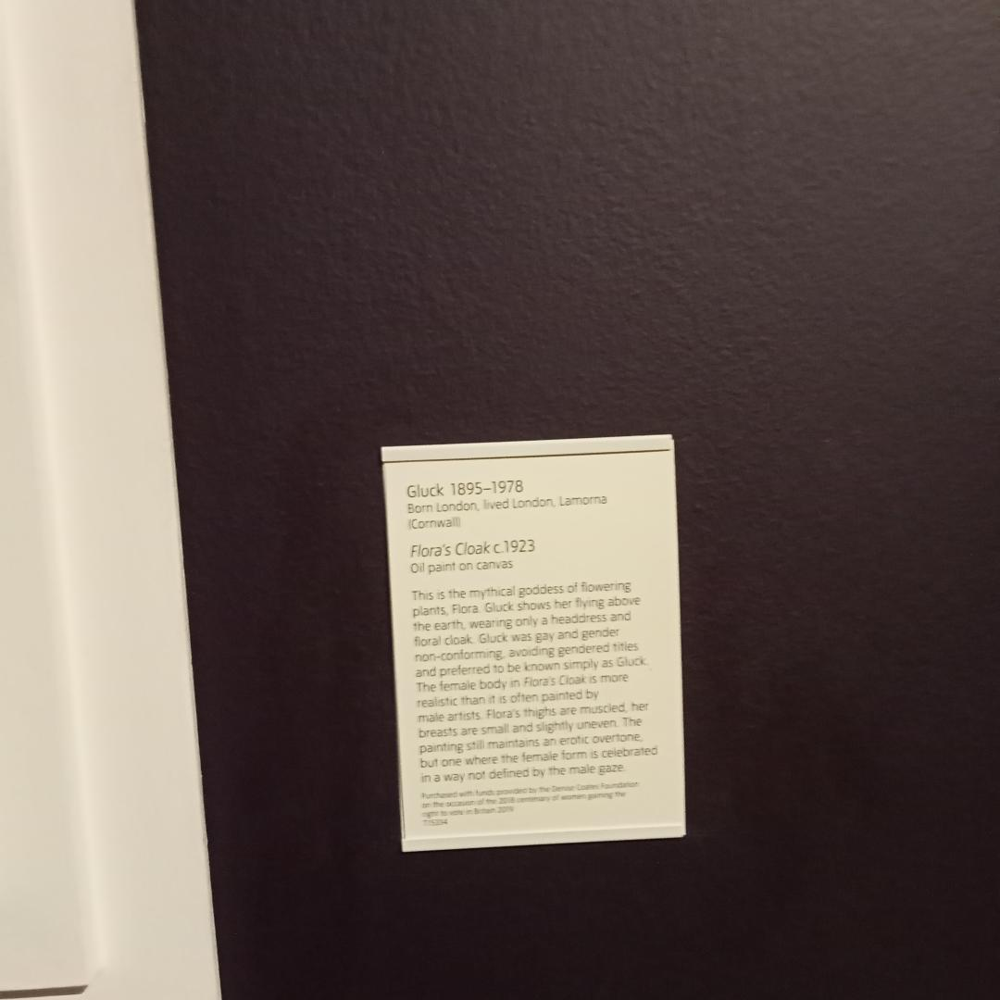 Gluck 1895–1978
Born London, lived London, Lamorna
(Cornwall)
Flora's Cloak c.1923
Oil paint on canvas
This is the mythical goddess of flowering
plants, Flora. Gluck shows her flying above
the earth, wearing only a headdress and
floral cloak. Gluck was gay and gender
non-conforming, avoiding gendered titles
and preferred to be known simply as Gluck.
The female body in Flora's Cloak is more
realistic than it is often painted by
male artists. Flora's thighs are muscled, her
breasts are small and slightly uneven. The
painting still maintains an erotic overtone,
but one where the female form is celebrated
in a way not defined by the male gaze.
Purchased with funds provided by the Denise Coates Foundation
on the occasion of the 2018 centenary of women gaining the
right to vote in Britain 2019
T15334